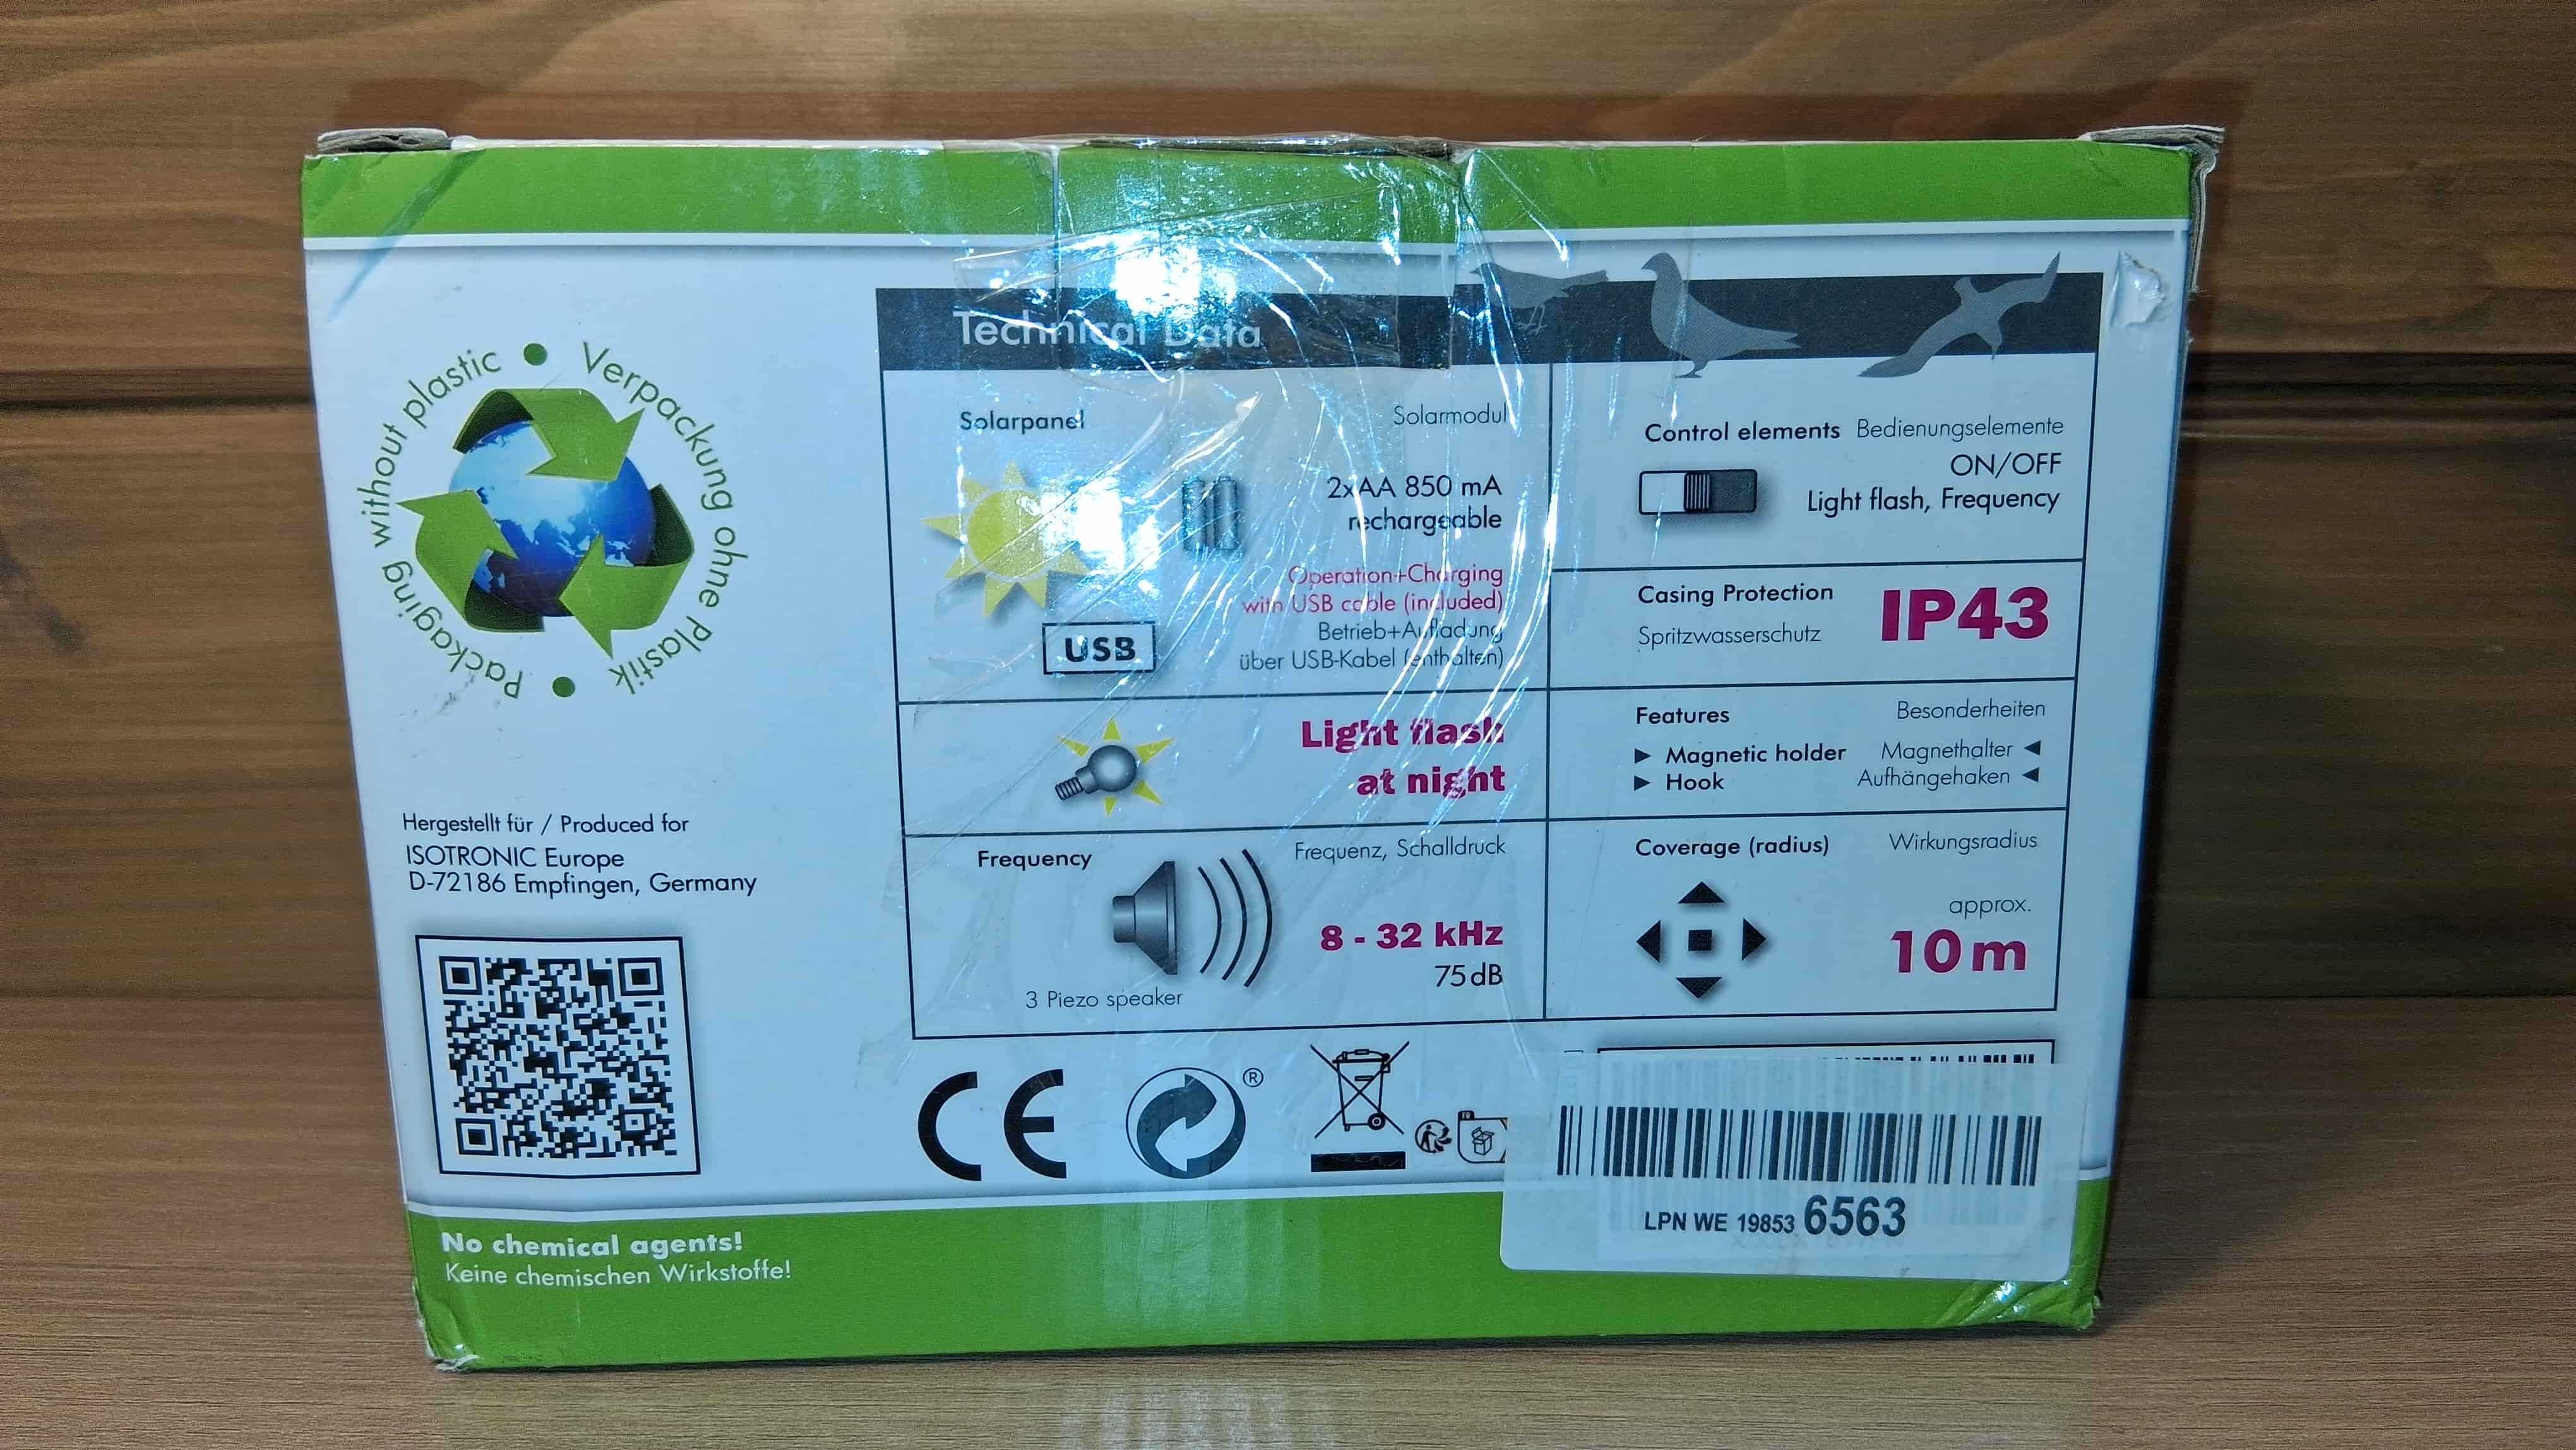 Packaging without plastic • Verpackung ohne Plastik •
Hergestellt für / Produced for
ISOTRONIC Europe
D-72186 Empfingen, Germany
No chemical agents!
Keine chemischen Wirkstoffe!
Technical Data
Solarpanel Solarmodul
2xAA 850 mA
rechargeable
Operation+Charging
with USB cable (included)
Betrieb+Aufladung
über USB-Kabel (enthalten)
USB
Light flash
at night
Frequency Frequenz, Schalldruck
8 - 32 kHz
75 dB
3 Piezo speaker
Control elements Bedienungselemente
ON/OFF
Light flash, Frequency
Casing Protection
Spritzwasserschutz
IP43
Features Besonderheiten
▶ Magnetic holder Magnethalter ◀
▶ Hook Aufhängehaken ◀
Coverage (radius) Wirkungsradius
approx.
10 m
CE
®
FR
LPN WE 19853 6563